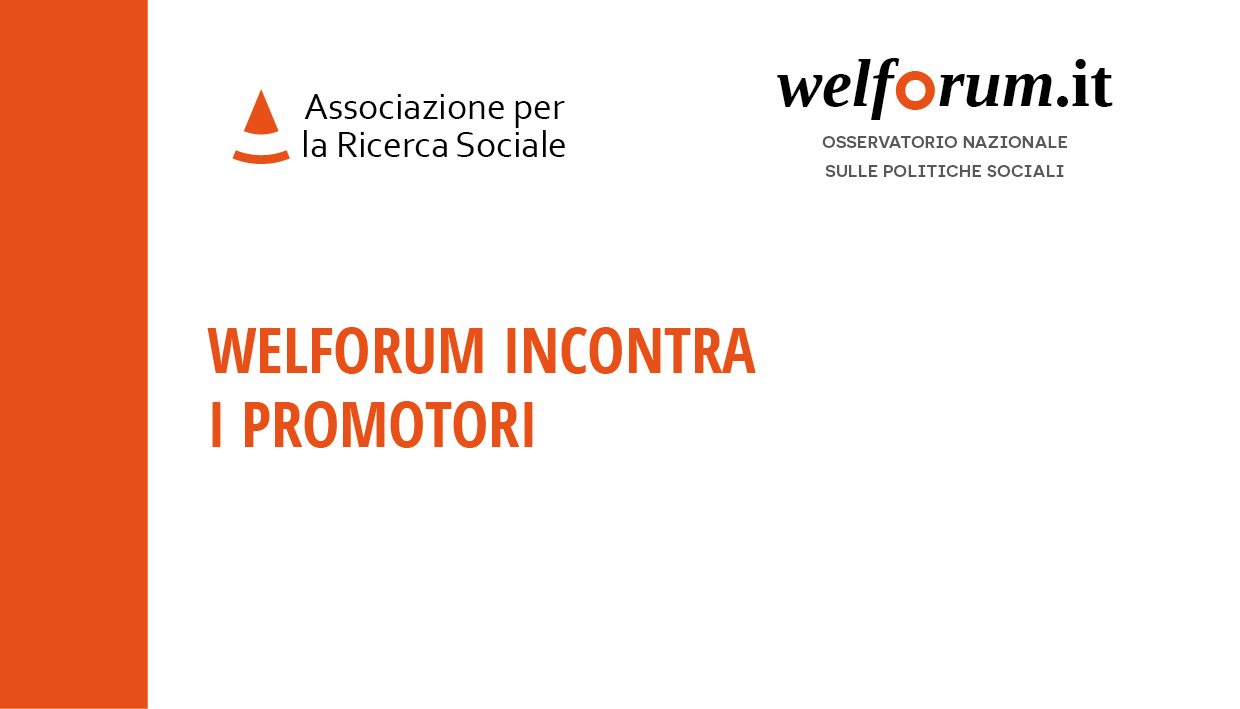 Associazione per
la Ricerca Sociale
welforum.it
OSSERVATORIO NAZIONALE
SULLE POLITICHE SOCIALI
WELFORUM INCONTRA
I PROMOTORI